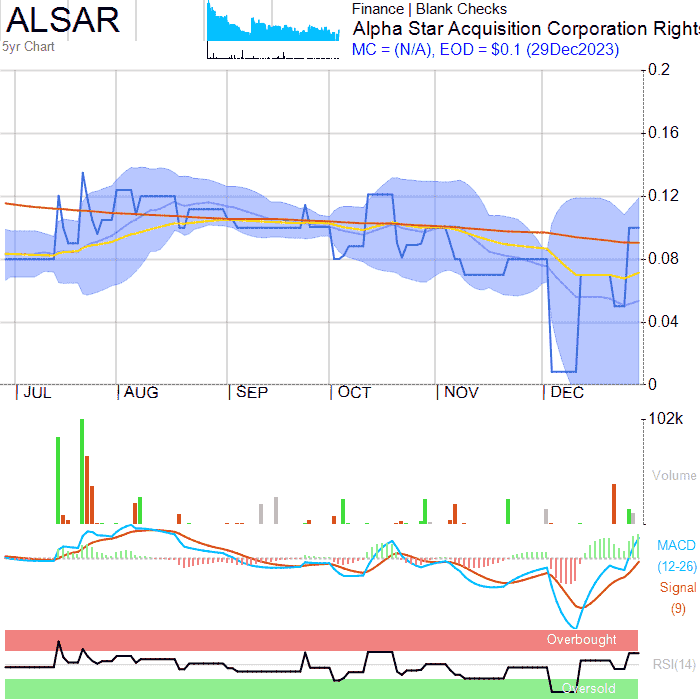 ALSAR
5yr Chart
Finance | Blank Checks
Alpha Star Acquisition Corporation Rights
MC = (N/A), EOD = $0.1 (29Dec2023)
0.2
0.16
0.12
0.08
0.04
0
JUL AUG SEP OCT NOV DEC
102k
Volume
MACD
(12-26)
Signal
(9)
Overbought
RSI(14)
Oversold